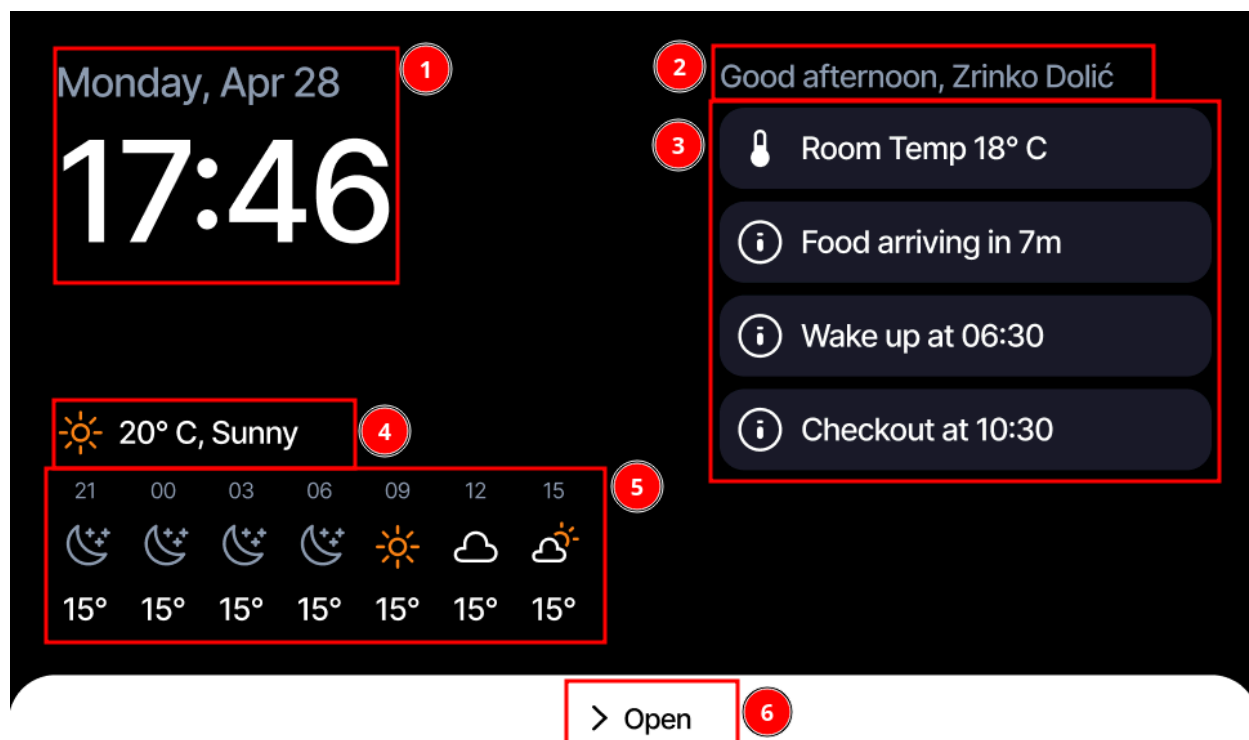 Monday, Apr 28
1
17:46
2
Good afternoon, Zrinko Dolić
3
Room Temp 18° C
Food arriving in 7m
Wake up at 06:30
Checkout at 10:30
20° C, Sunny
4
21 00 03 06 09 12 15
5
15° 15° 15° 15° 15° 15° 15°
> Open
6